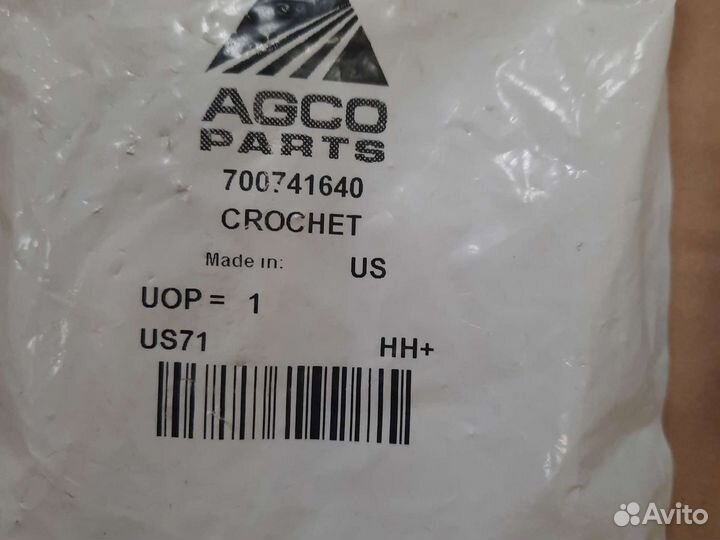 AGCO
PARTS
700741640
CROCHET
Made in: US
UOP = 1
US71 HH+
Avito